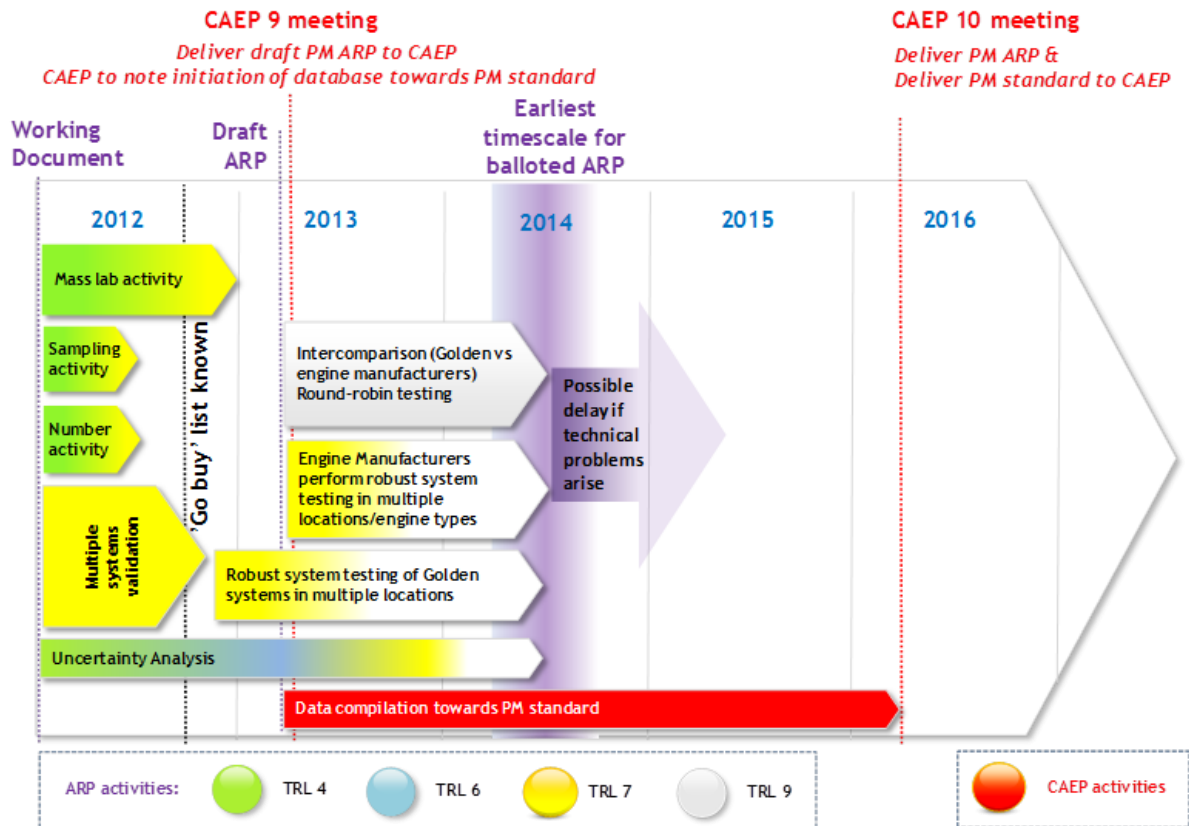 CAEP 9 meeting
Deliver draft PM ARP to CAEP
CAEP to note initiation of database towards PM standard
CAEP 10 meeting
Deliver PM ARP &
Deliver PM standard to CAEP
Working
Document
Draft
ARP
Earliest
timescale for
balloted ARP
2012
2013
2014
2015
2016
Mass lab activity
Sampling
activity
Number
activity
Multiple
systems
validation
'Go buy' list known
Intercomparison (Golden vs
engine manufacturers)
Round-robin testing
Engine Manufacturers
perform robust system
testing in multiple
locations/engine types
Possible
delay if
technical
problems
arise
Robust system testing of Golden
systems in multiple locations
Uncertainty Analysis
Data compilation towards PM standard
ARP activities:
TRL 4
TRL 6
TRL 7
TRL 9
CAEP activities